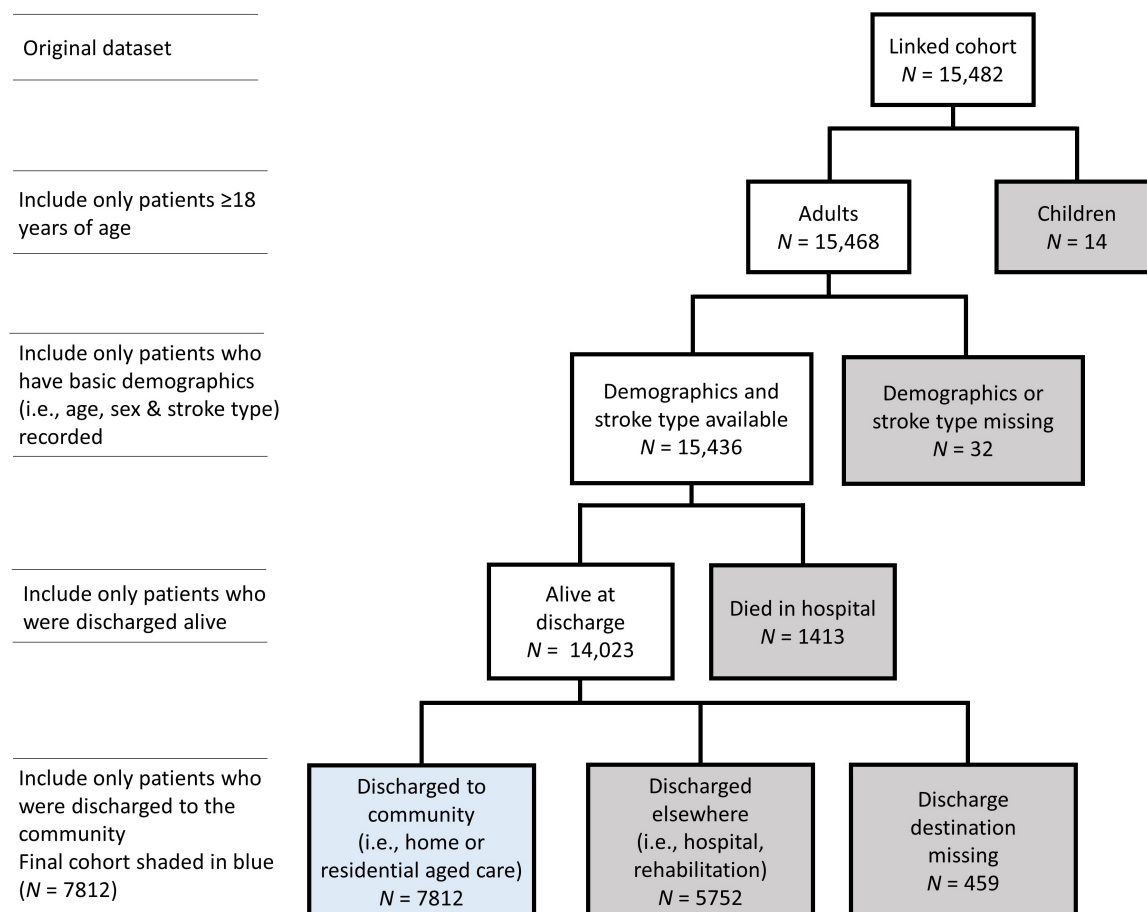 Original dataset
Linked cohort
N = 15,482
Include only patients ≥18
years of age
Adults
N = 15,468
Children
N = 14
Include only patients who
have basic demographics
(i.e., age, sex & stroke type)
recorded
Demographics and
stroke type available
N = 15,436
Demographics or
stroke type missing
N = 32
Include only patients who
were discharged alive
Alive at
discharge
N =  14,023
Died in hospital
N = 1413
Include only patients who
were discharged to the
community
Final cohort shaded in blue
(N = 7812)
Discharged to
community
(i.e., home or
residential aged care)
N = 7812
Discharged
elsewhere
(i.e., hospital,
rehabilitation)
N = 5752
Discharge
destination
missing
N = 459